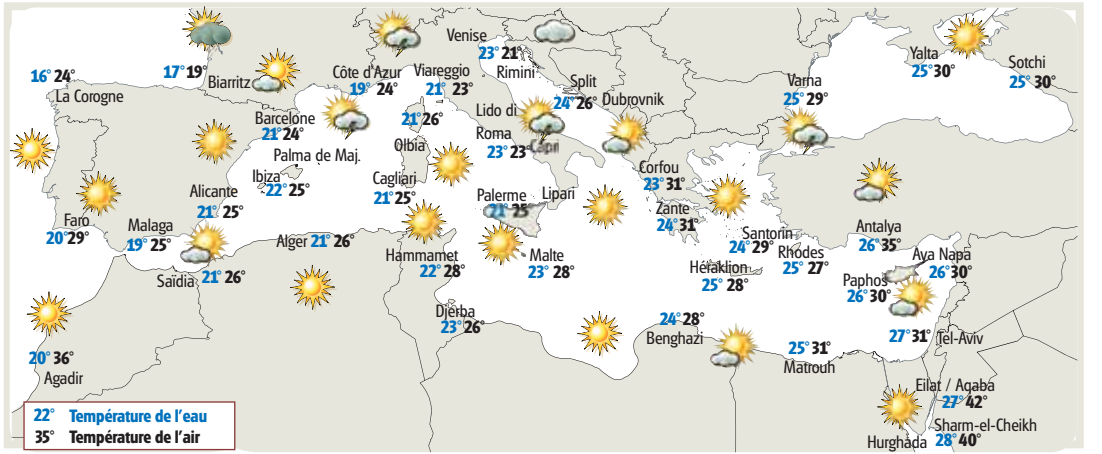 16° 24°
La Corogne
17° 19°
Biarritz
Côte d'Azur
19° 24°
Viareggio
21° 23°
Venise
23° 21°
Rimini
Split
24° 26°
Dubrovnik
Yalta
25° 30°
Sotchi
25° 30°
Varna
25° 29°
Barcelone
21° 24°
Palma de Maj.
Ibiza
22° 25°
21° 26°
Olbia
Lido di
Roma
23° 23°
Capri
Cagliari
21° 25°
Palerme
21° 25°
Lipari
Corfou
23° 31°
Zante
24° 31°
Santorin
24° 29°
Rhodes
25° 27°
Antalya
26° 35°
Aya Napa
26° 30°
Paphos
26° 30°
Alicante
21° 25°
Faro
20° 29°
Malaga
19° 25°
Saïdia
21° 26°
Alger 21° 26°
Hammamet
22° 28°
Malte
23° 28°
Héraklion
25° 28°
Djerba
23° 26°
24° 28°
Benghazi
25° 31°
Matrouh
27° 31°
Tel-Aviv
20° 36°
Agadir
Eilat / Aqaba
27° 42°
Sharm-el-Cheikh
Hurghada 28° 40°
22° Température de l'eau
35° Température de l'air